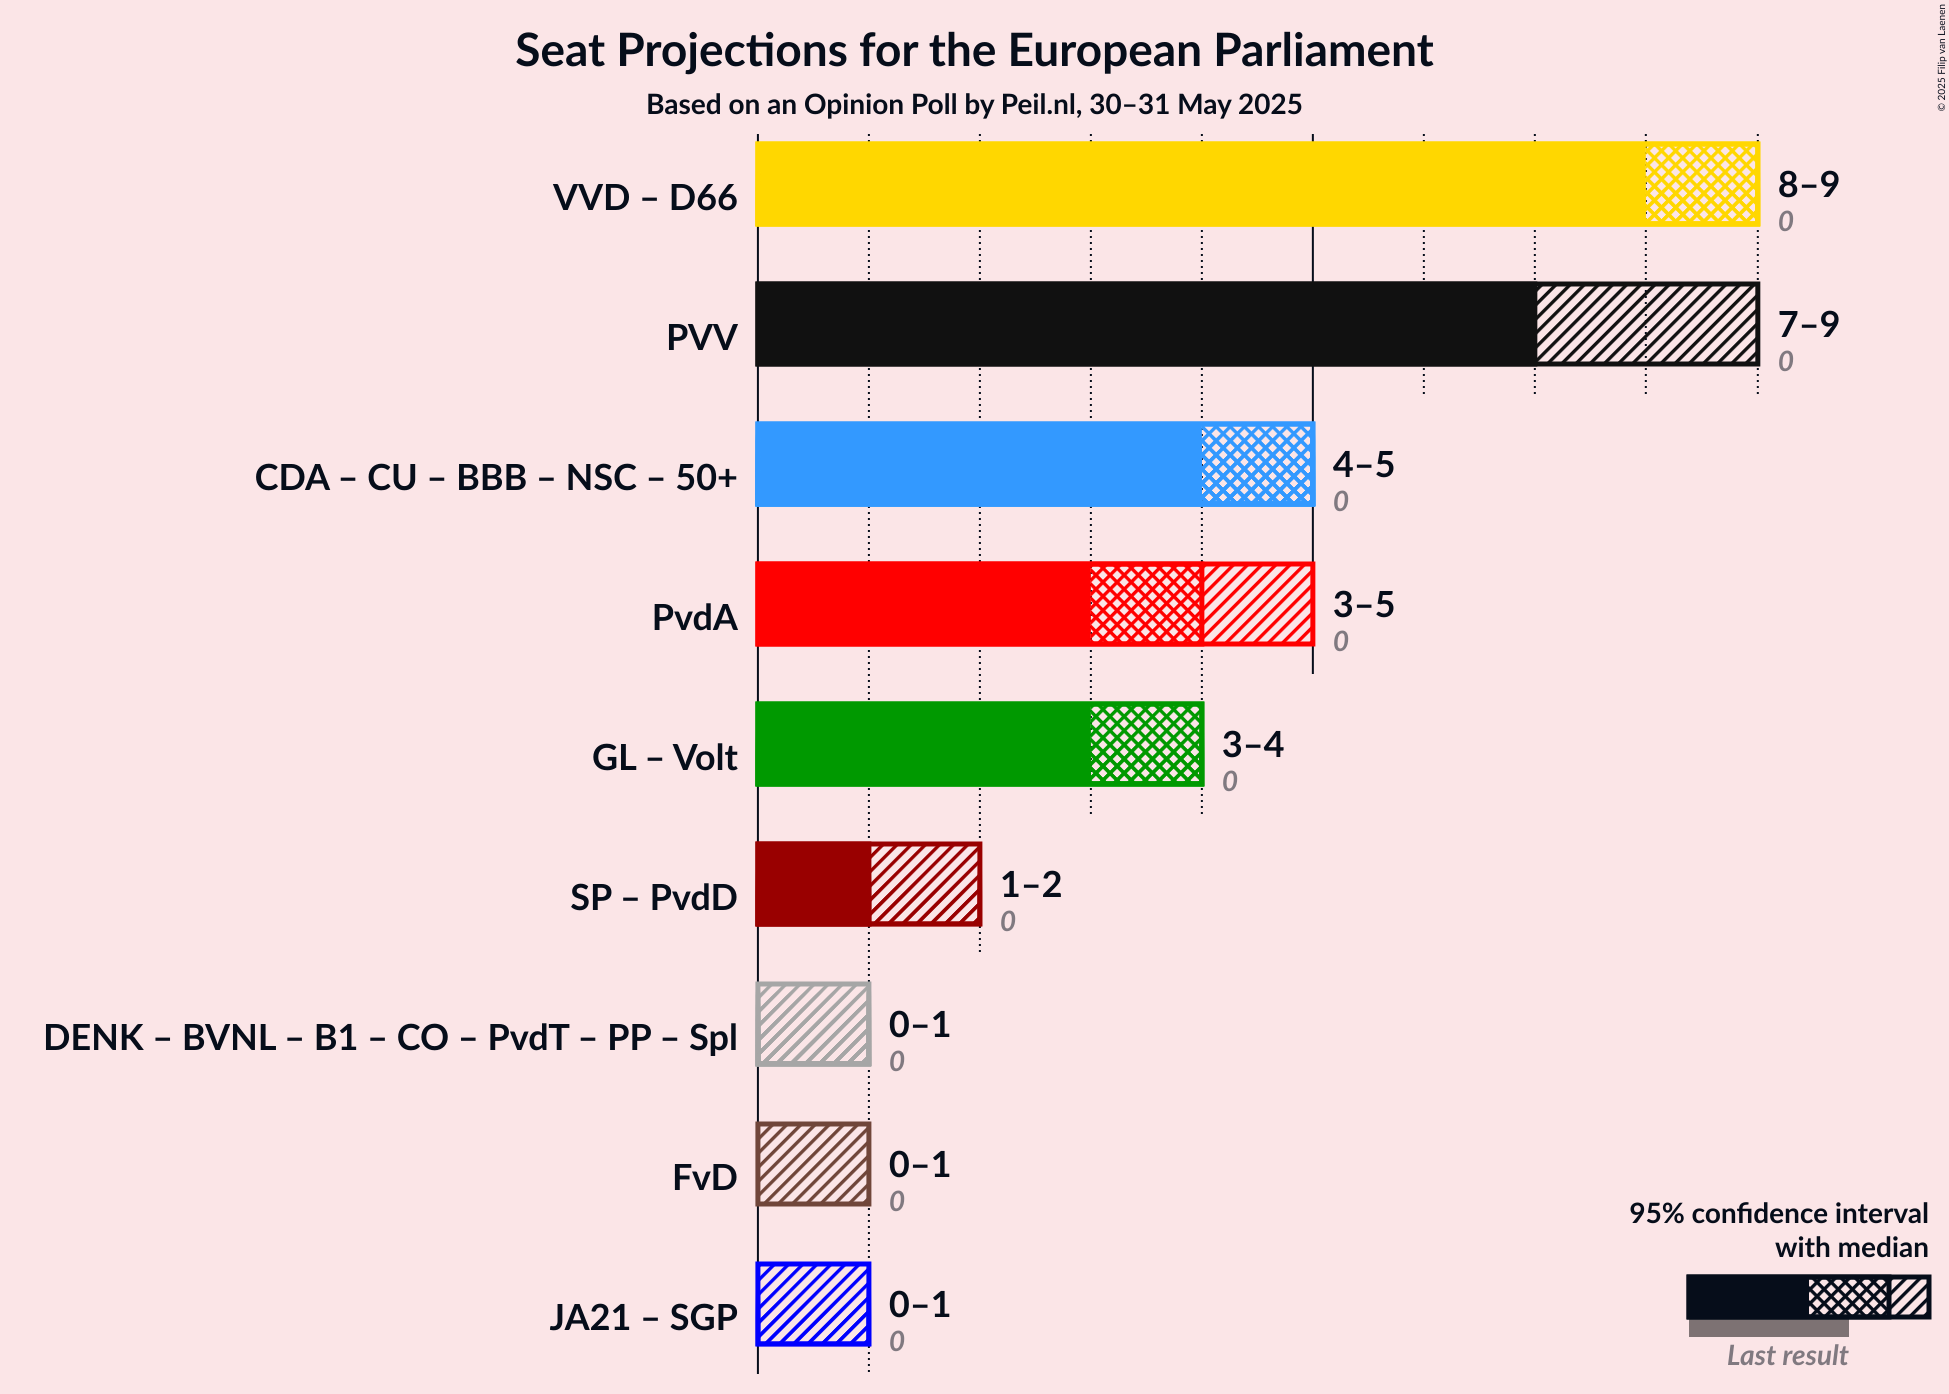 Seat Projections for the European Parliament
Based on an Opinion Poll by Peil.nl, 30–31 May 2025
© 2025 Filip van Laenen
VVD – D66
8–9
0
PVV
7–9
0
CDA – CU – BBB – NSC – 50+
4–5
0
PvdA
3–5
0
GL – Volt
3–4
0
SP – PvdD
1–2
0
DENK – BVNL – B1 – CO – PvdT – PP – Spl
0–1
0
FvD
0–1
0
JA21 – SGP
0–1
0
95% confidence interval
with median
Last result